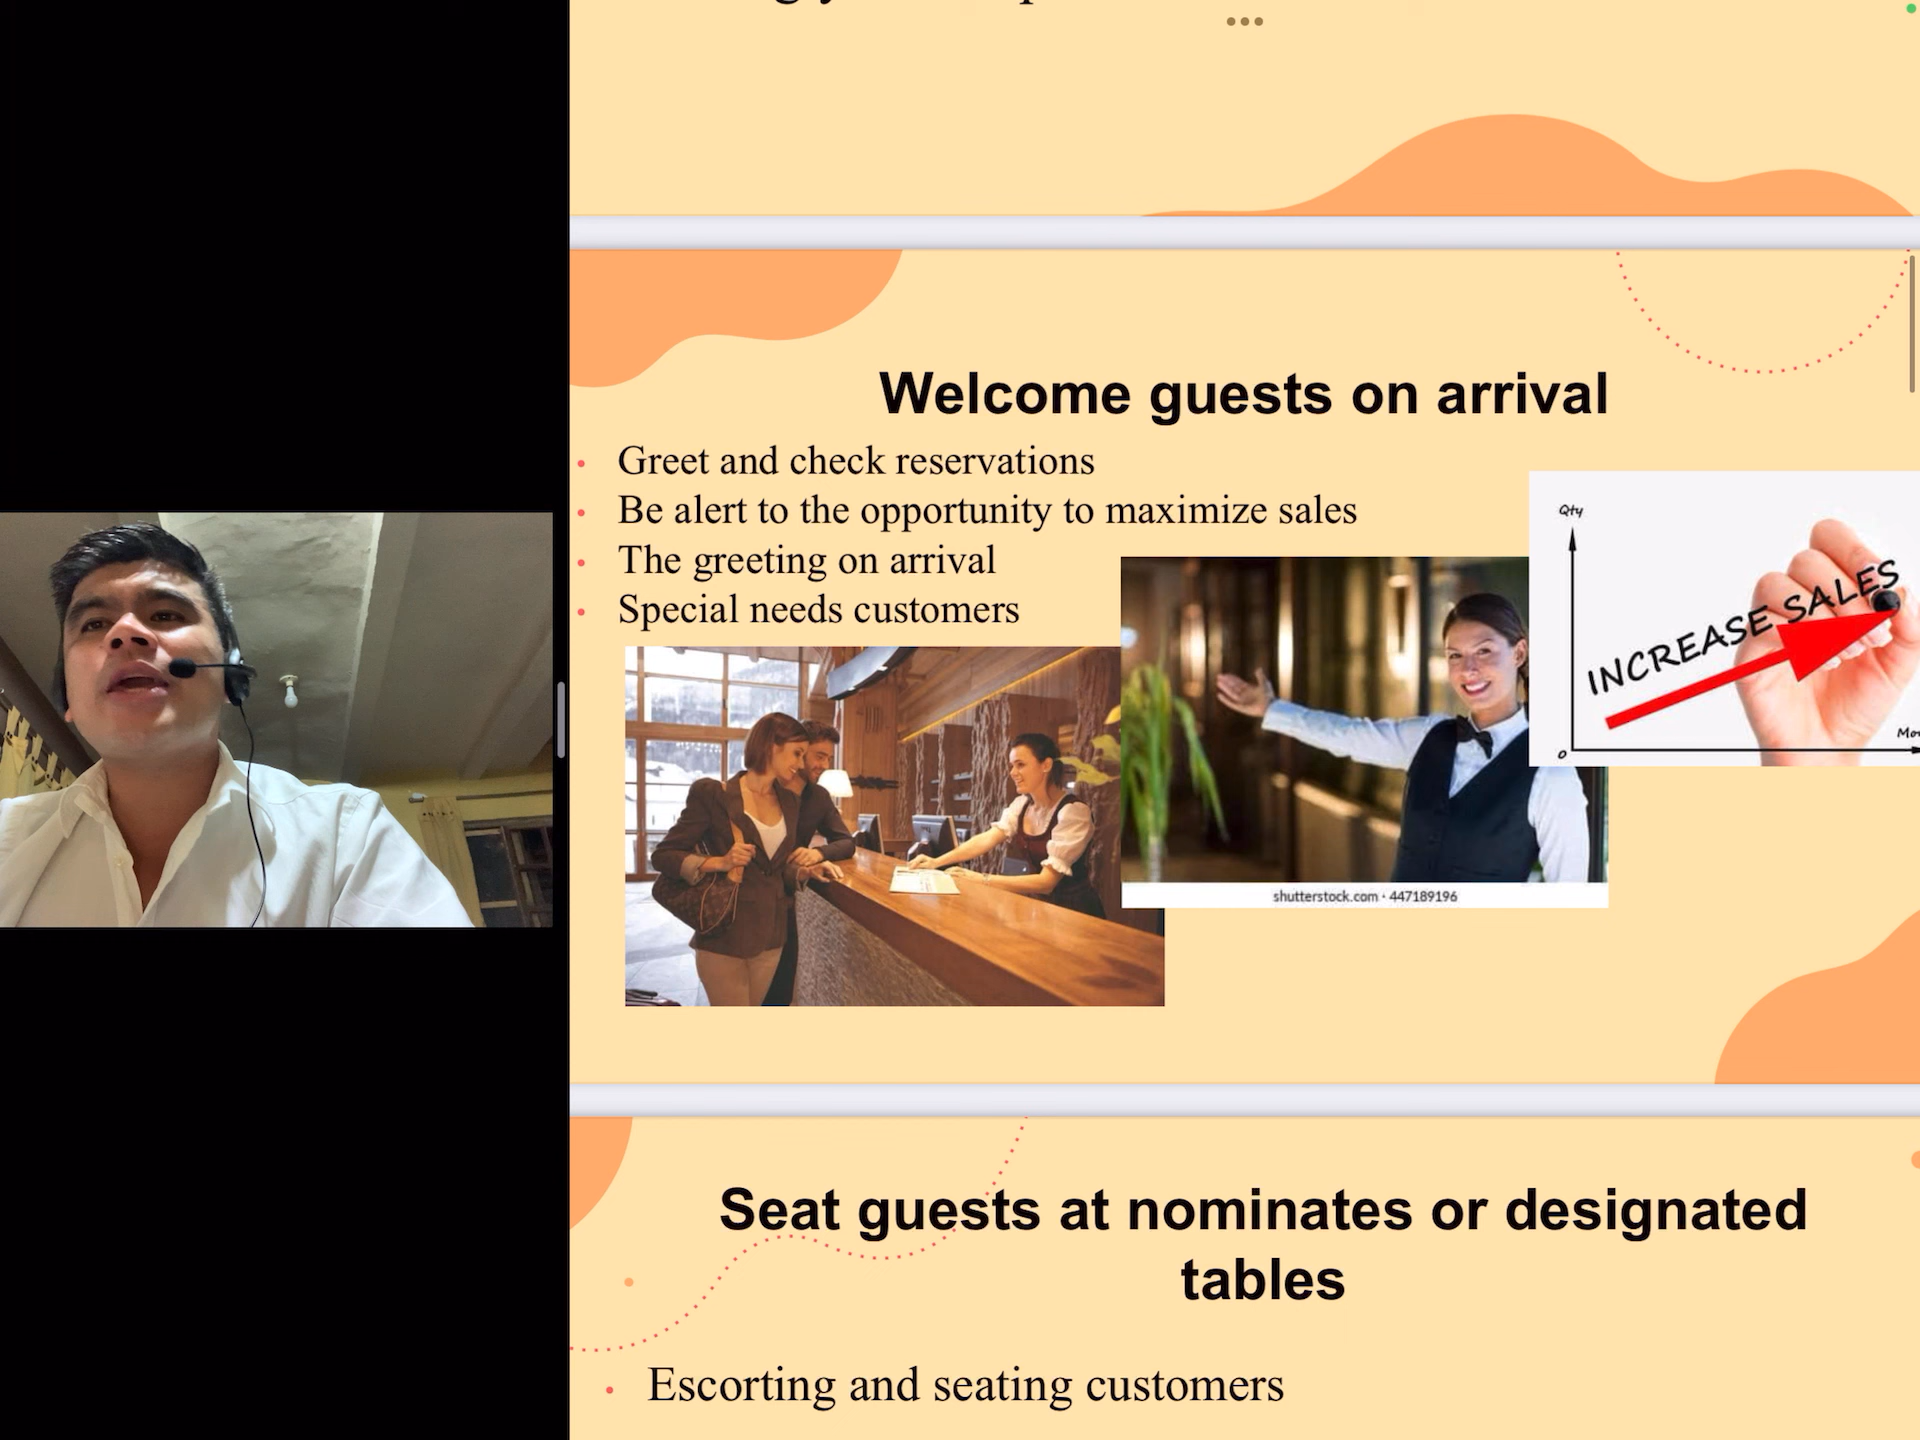 Welcome guests on arrival
Greet and check reservations
Be alert to the opportunity to maximize sales
The greeting on arrival
Special needs customers
Qty
INCREASE SALES
0
shutterstock.com · 447189196
Seat guests at nominates or designated
tables
Escorting and seating customers